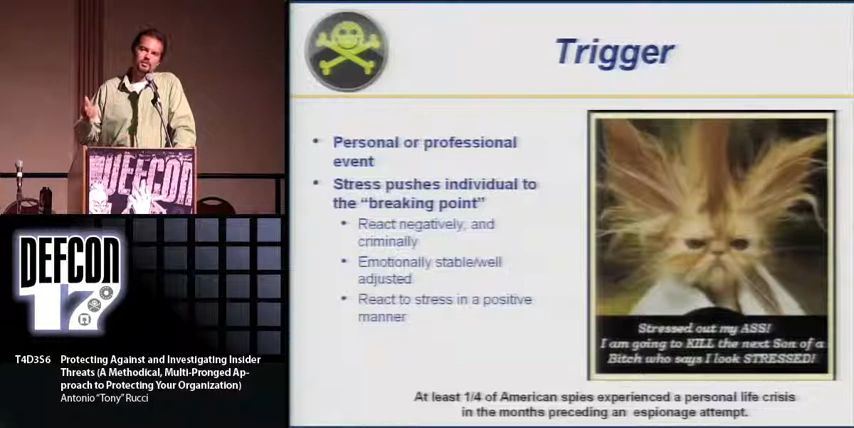 DEFCON
DEFCON
17
T4D3S6 Protecting Against and Investigating Insider
Threats (A Methodical, Multi-Pronged Ap-
proach to Protecting Your Organization)
Antonio "Tony" Rucci
Trigger
• Personal or professional
event
• Stress pushes individual to
the "breaking point"
• React negatively, and
criminally
• Emotionally stable/well
adjusted
• React to stress in a positive
manner
Stressed out my ASS!
I am going to KILL the next Son of a
Bitch who says I look STRESSED!
At least 1/4 of American spies experienced a personal life crisis
in the months preceding an espionage attempt.